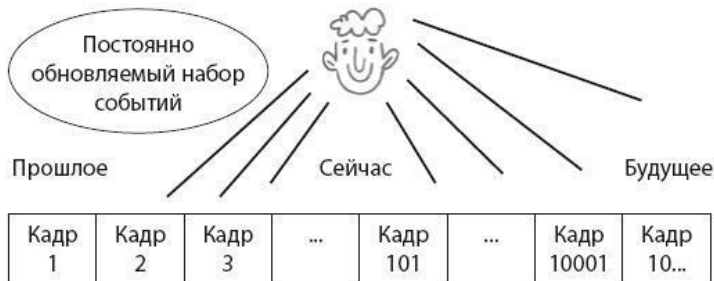 Постоянно
обновляемый набор
событий
Прошлое Сейчас Будущее
Кадр Кадр Кадр ... Кадр ... Кадр Кадр
1 2 3 101 10001 10...